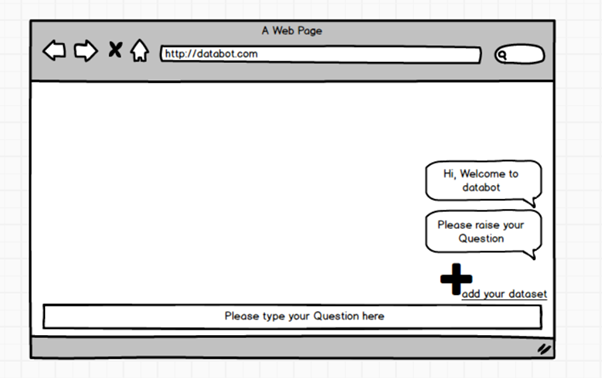 A Web Page
http://databot.com
Hi, Welcome to
databot
Please raise your
Question
add your dataset
Please type your Question here